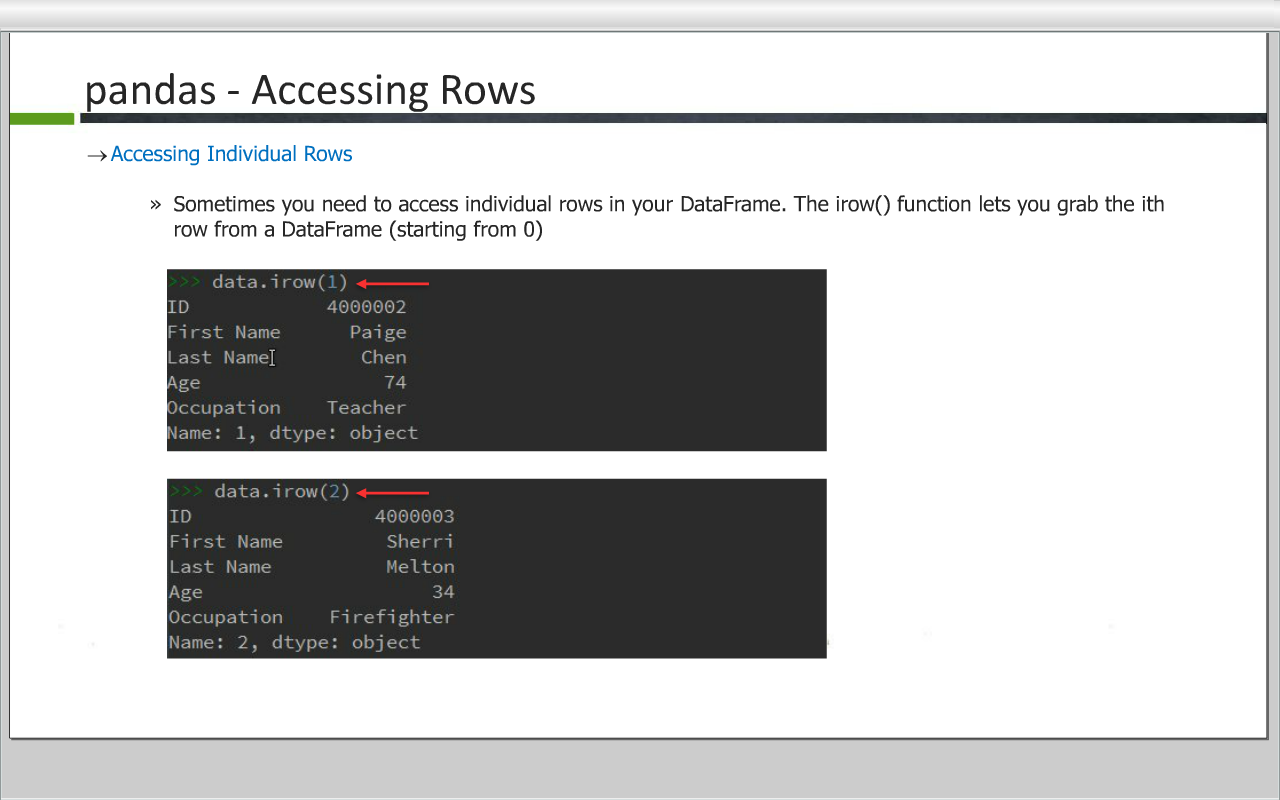 pandas - Accessing Rows
→Accessing Individual Rows
» Sometimes you need to access individual rows in your DataFrame. The irow() function lets you grab the ith
row from a DataFrame (starting from 0)
>>> data.irow(1)
ID 4000002
First Name Paige
Last Name Chen
Age 74
Occupation Teacher
Name: 1, dtype: object
>>> data.irow(2)
ID 4000003
First Name Sherri
Last Name Melton
Age 34
Occupation Firefighter
Name: 2, dtype: object